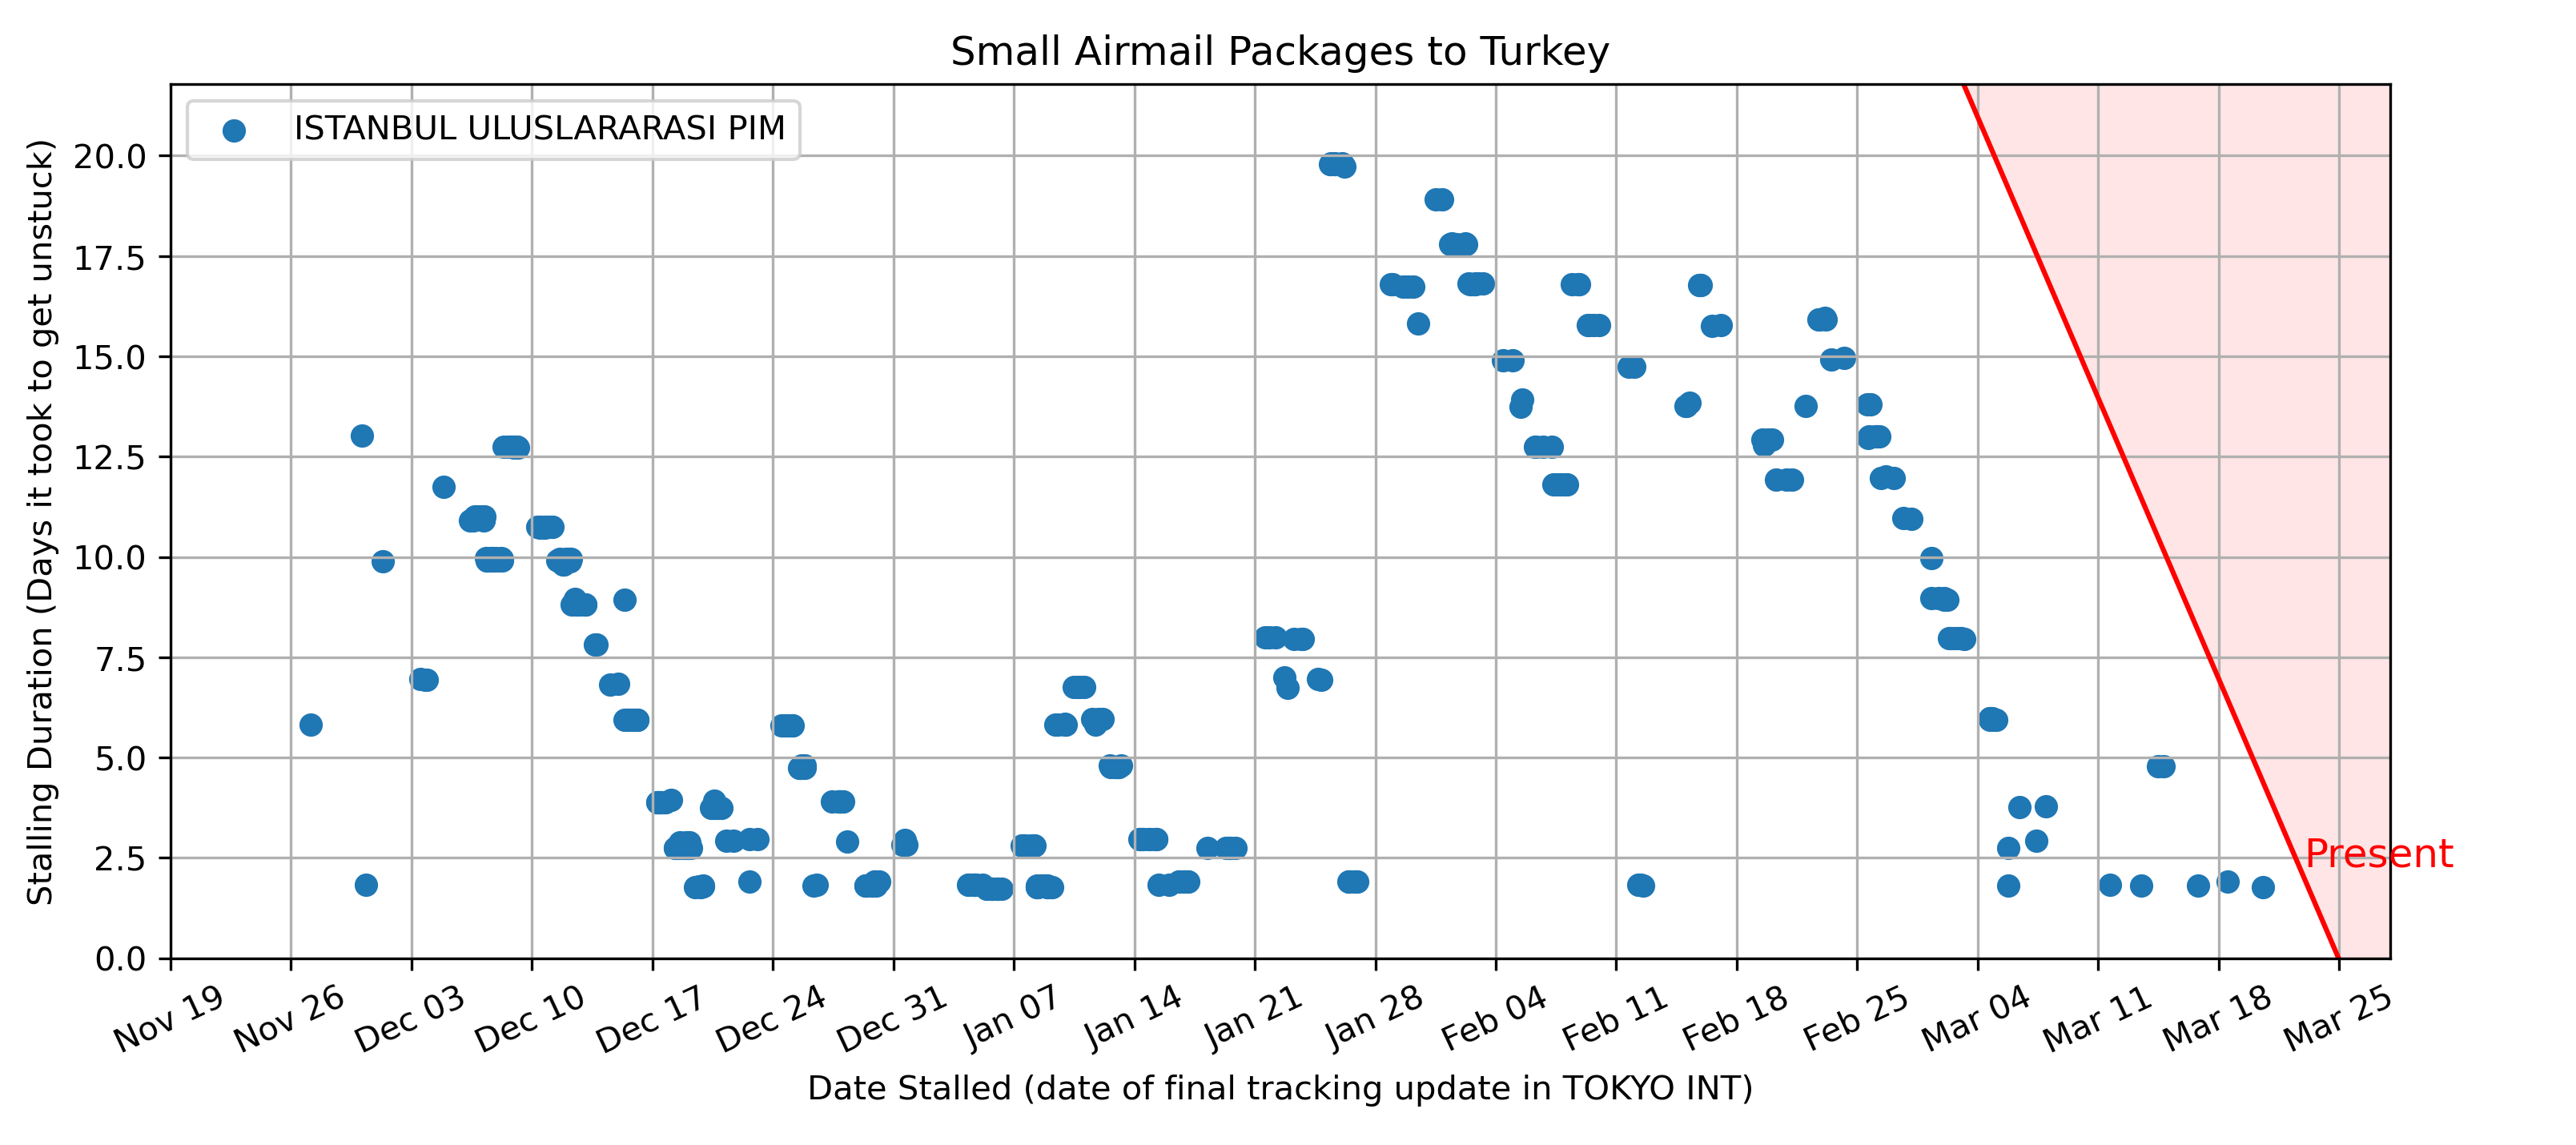 Small Airmail Packages to Turkey
ISTANBUL ULUSLARARASI PIM
Stalling Duration (Days it took to get unstuck)
20.0
17.5
15.0
12.5
10.0
7.5
5.0
2.5
0.0
Present
Nov 19 Nov 26 Dec 03 Dec 10 Dec 17 Dec 24 Dec 31 Jan 07 Jan 14 Jan 21 Jan 28 Feb 04 Feb 11 Feb 18 Feb 25 Mar 04 Mar 11 Mar 18 Mar 25
Date Stalled (date of final tracking update in TOKYO INT)